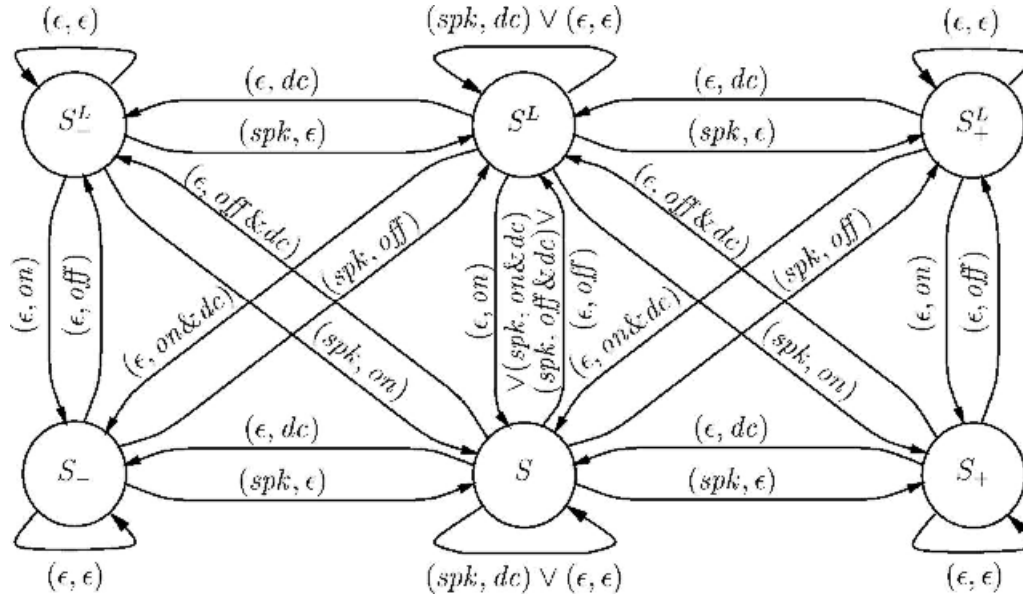 (ϵ, ϵ)
(spk, dc) ∨ (ϵ, ϵ)
(ϵ, ϵ)
(ϵ, dc)
(ϵ, dc)
S^L_−
S^L
S^L_+
(spk, ϵ)
(spk, ϵ)
(ϵ, on)
(ϵ, off)
(ϵ, off&dc)
(spk, off)
(ϵ, on&dc)
(spk, on)
(ϵ, on)
∨(spk, on&dc)
(spk, off&dc)∨
(ϵ, off)
(ϵ, off&dc)
(spk, off)
(ϵ, on&dc)
(spk, on)
(ϵ, on)
(ϵ, off)
(ϵ, dc)
(ϵ, dc)
S_−
S
S_+
(spk, ϵ)
(spk, ϵ)
(ϵ, ϵ)
(spk, dc) ∨ (ϵ, ϵ)
(ϵ, ϵ)